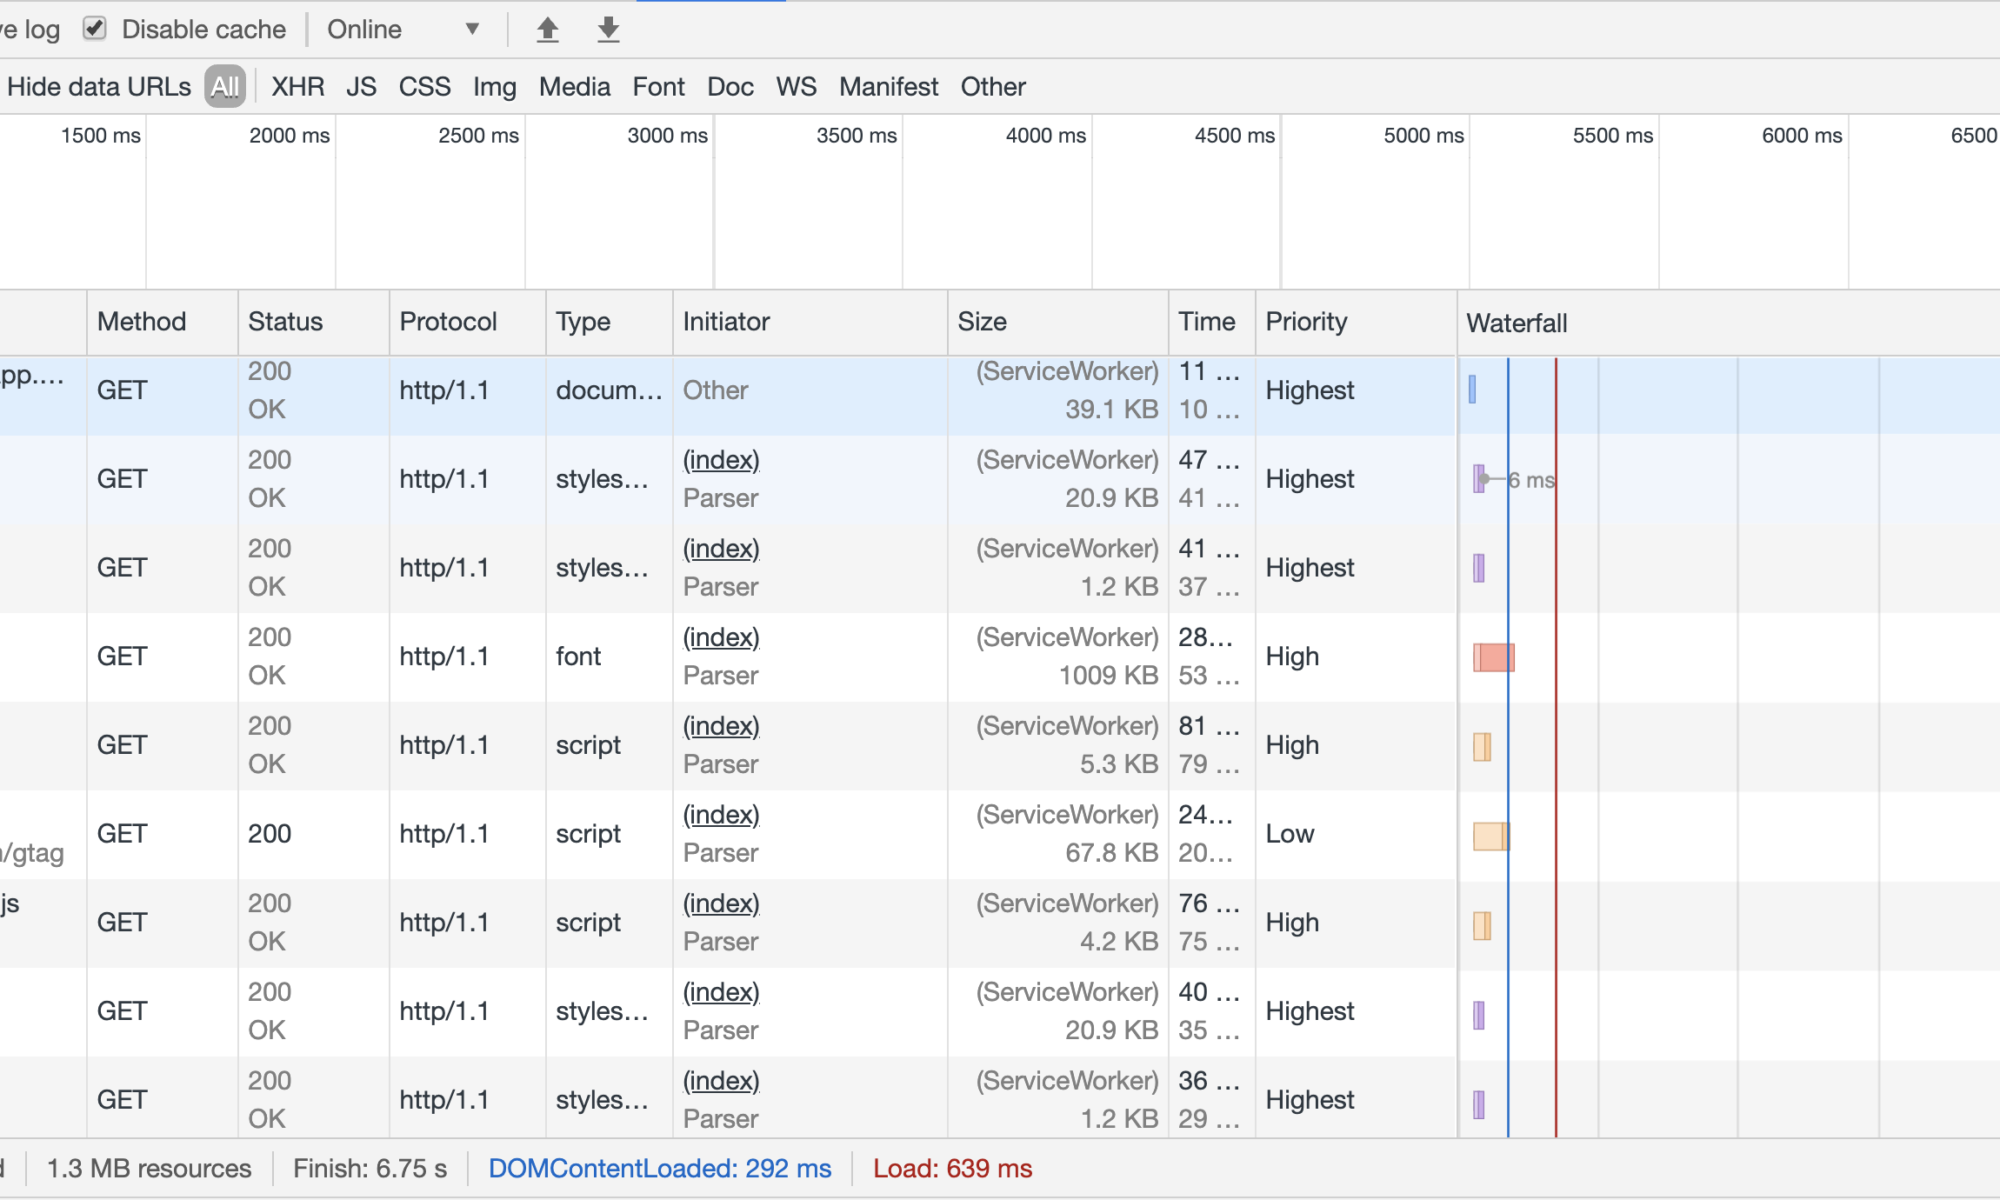 ve log Disable cache Online
Hide data URLs All XHR JS CSS Img Media Font Doc WS Manifest Other
1500 ms 2000 ms 2500 ms 3000 ms 3500 ms 4000 ms 4500 ms 5000 ms 5500 ms 6000 ms 6500
Method Status Protocol Type Initiator Size Time Priority Waterfall
pp.... GET 200 http/1.1 docum... Other (ServiceWorker) 11 ... Highest
OK 39.1 KB 10 ...
GET 200 http/1.1 styles... (index) (ServiceWorker) 47 ... Highest 6 ms
OK Parser 20.9 KB 41 ...
GET 200 http/1.1 styles... (index) (ServiceWorker) 41 ... Highest
OK Parser 1.2 KB 37 ...
GET 200 http/1.1 font (index) (ServiceWorker) 28... High
OK Parser 1009 KB 53 ...
GET 200 http/1.1 script (index) (ServiceWorker) 81 ... High
OK Parser 5.3 KB 79 ...
GET 200 http/1.1 script (index) (ServiceWorker) 24... Low
/gtag Parser 67.8 KB 20...
js GET 200 http/1.1 script (index) (ServiceWorker) 76 ... High
OK Parser 4.2 KB 75 ...
GET 200 http/1.1 styles... (index) (ServiceWorker) 40 ... Highest
OK Parser 20.9 KB 35 ...
GET 200 http/1.1 styles... (index) (ServiceWorker) 36 ... Highest
OK Parser 1.2 KB 29 ...
1.3 MB resources Finish: 6.75 s DOMContentLoaded: 292 ms Load: 639 ms